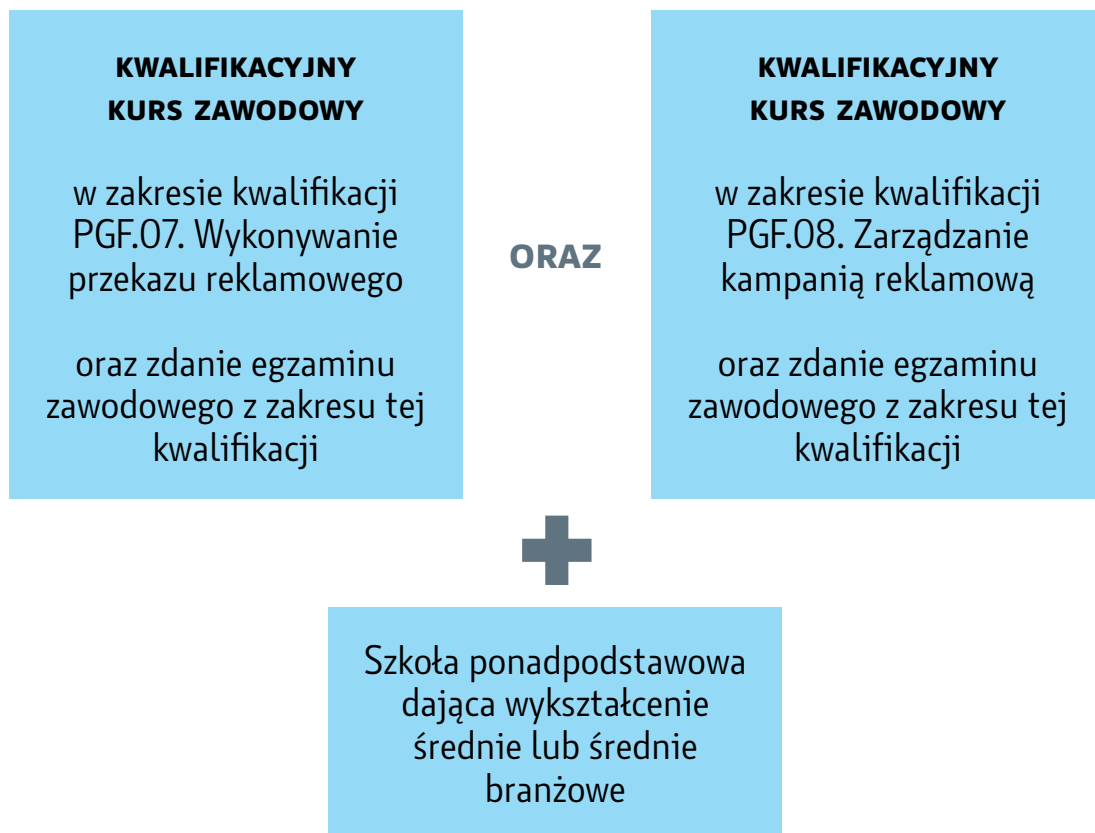 KWALIFIKACYJNY
KURS ZAWODOWY
w zakresie kwalifikacji
PGF.07. Wykonywanie
przekazu reklamowego
oraz zdanie egzaminu
zawodowego z zakresu tej
kwalifikacji
ORAZ
KWALIFIKACYJNY
KURS ZAWODOWY
w zakresie kwalifikacji
PGF.08. Zarządzanie
kampanią reklamową
oraz zdanie egzaminu
zawodowego z zakresu tej
kwalifikacji
Szkoła ponadpodstawowa
dająca wykształcenie
średnie lub średnie
branżowe